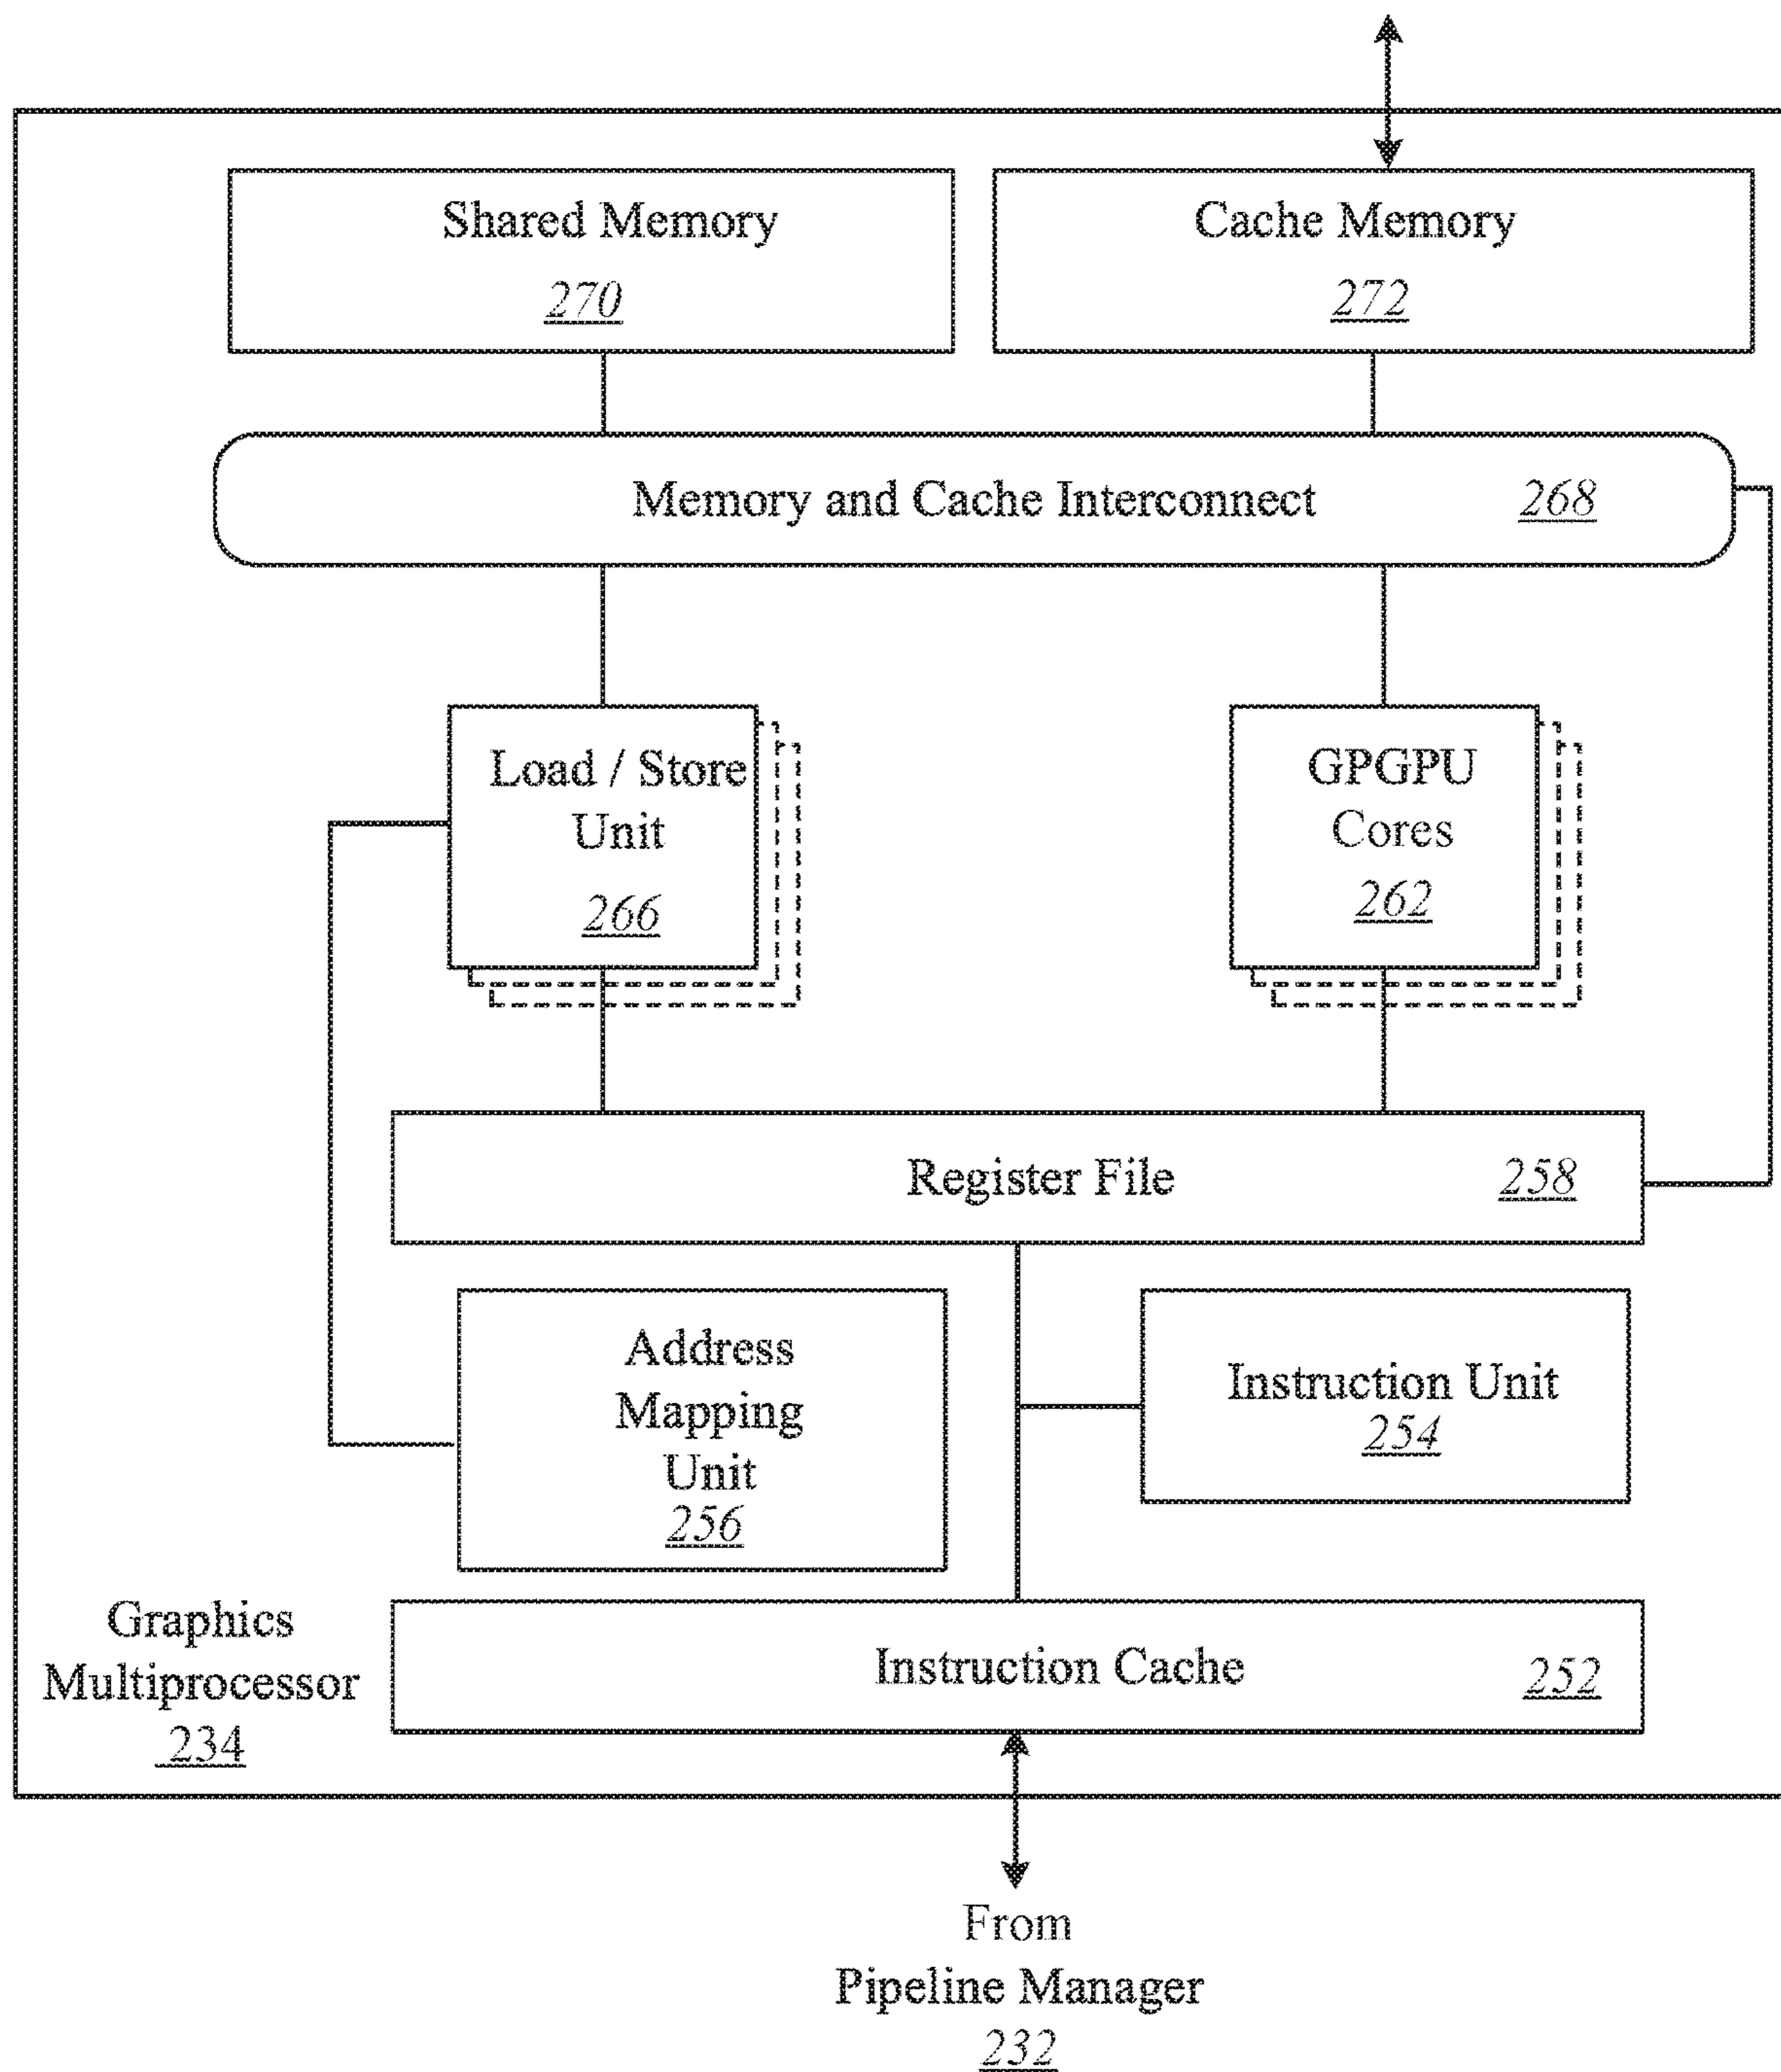 Shared Memory
270
Cache Memory
272
Memory and Cache Interconnect 268
Load / Store
Unit
266
GPGPU
Cores
262
Register File 258
Address
Mapping
Unit
256
Instruction Unit
254
Graphics
Multiprocessor
234
Instruction Cache 252
From
Pipeline Manager
232